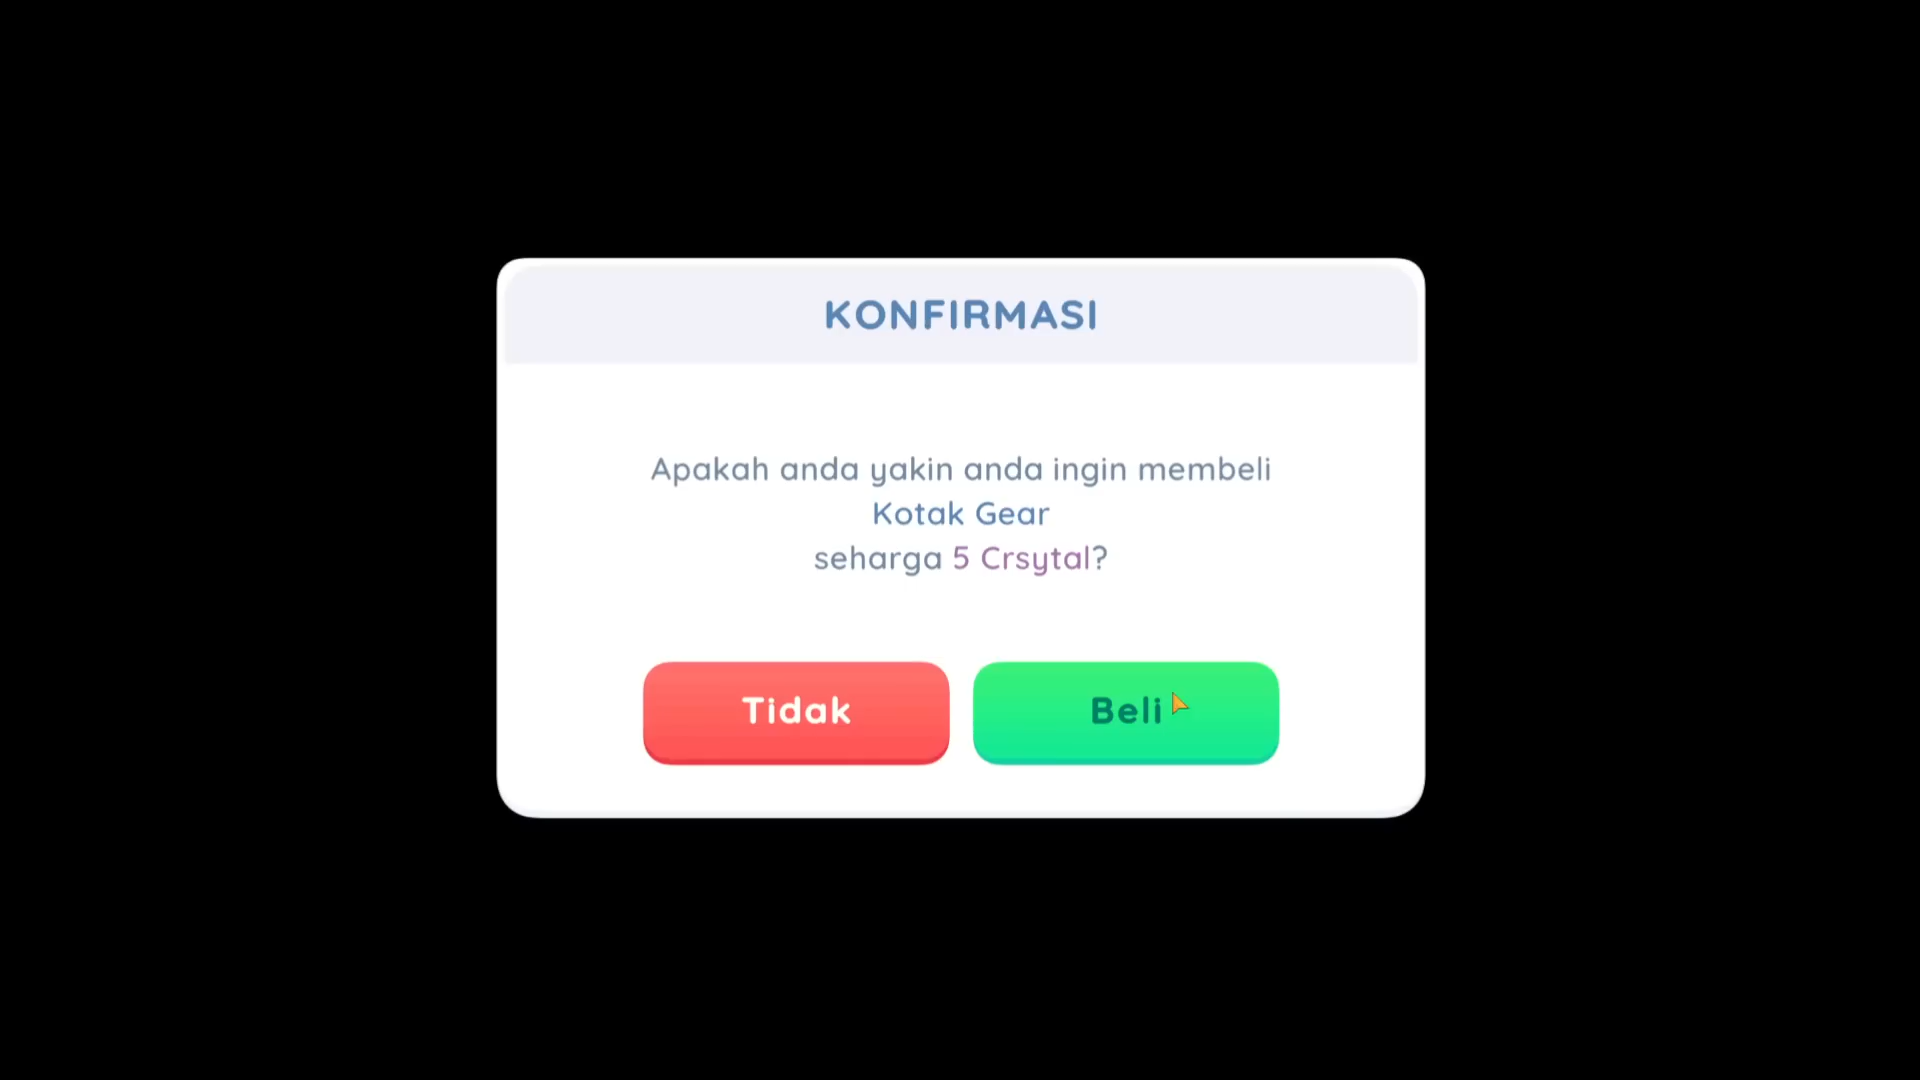 KONFIRMASI
Apakah anda yakin anda ingin membeli
Kotak Gear
seharga 5 Crsytal?
Tidak
Beli